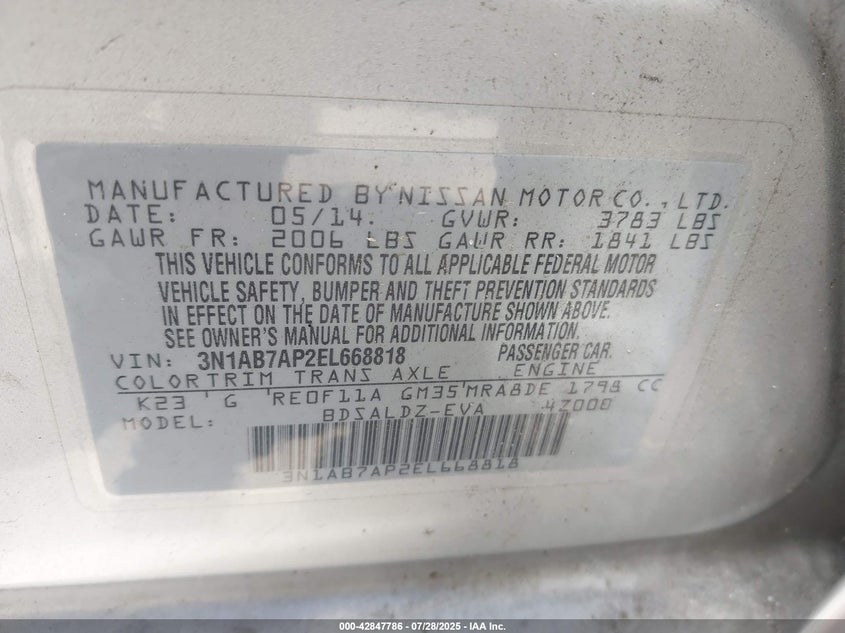 MANUFACTURED BY NISSAN MOTOR CO., LTD.
DATE: 05/14. GVWR: 3783 LBS
GAWR FR: 2006 LBS GAWR RR: 1841 LBS
THIS VEHICLE CONFORMS TO ALL APPLICABLE FEDERAL MOTOR
VEHICLE SAFETY, BUMPER AND THEFT PREVENTION STANDARDS
IN EFFECT ON THE DATE OF MANUFACTURE SHOWN ABOVE.
SEE OWNER'S MANUAL FOR ADDITIONAL INFORMATION.
VIN: 3N1AB7AP2EL668818 PASSENGER CAR.
COLOR TRIM TRANS AXLE ENGINE
K23 G RE0F11A GM35 MRA8DE 1798 CC
MODEL: BDSALDZ-EVA 4Z000
3N1AB7AP2EL668818
000-42847786 - 07/28/2025 - IAA Inc.